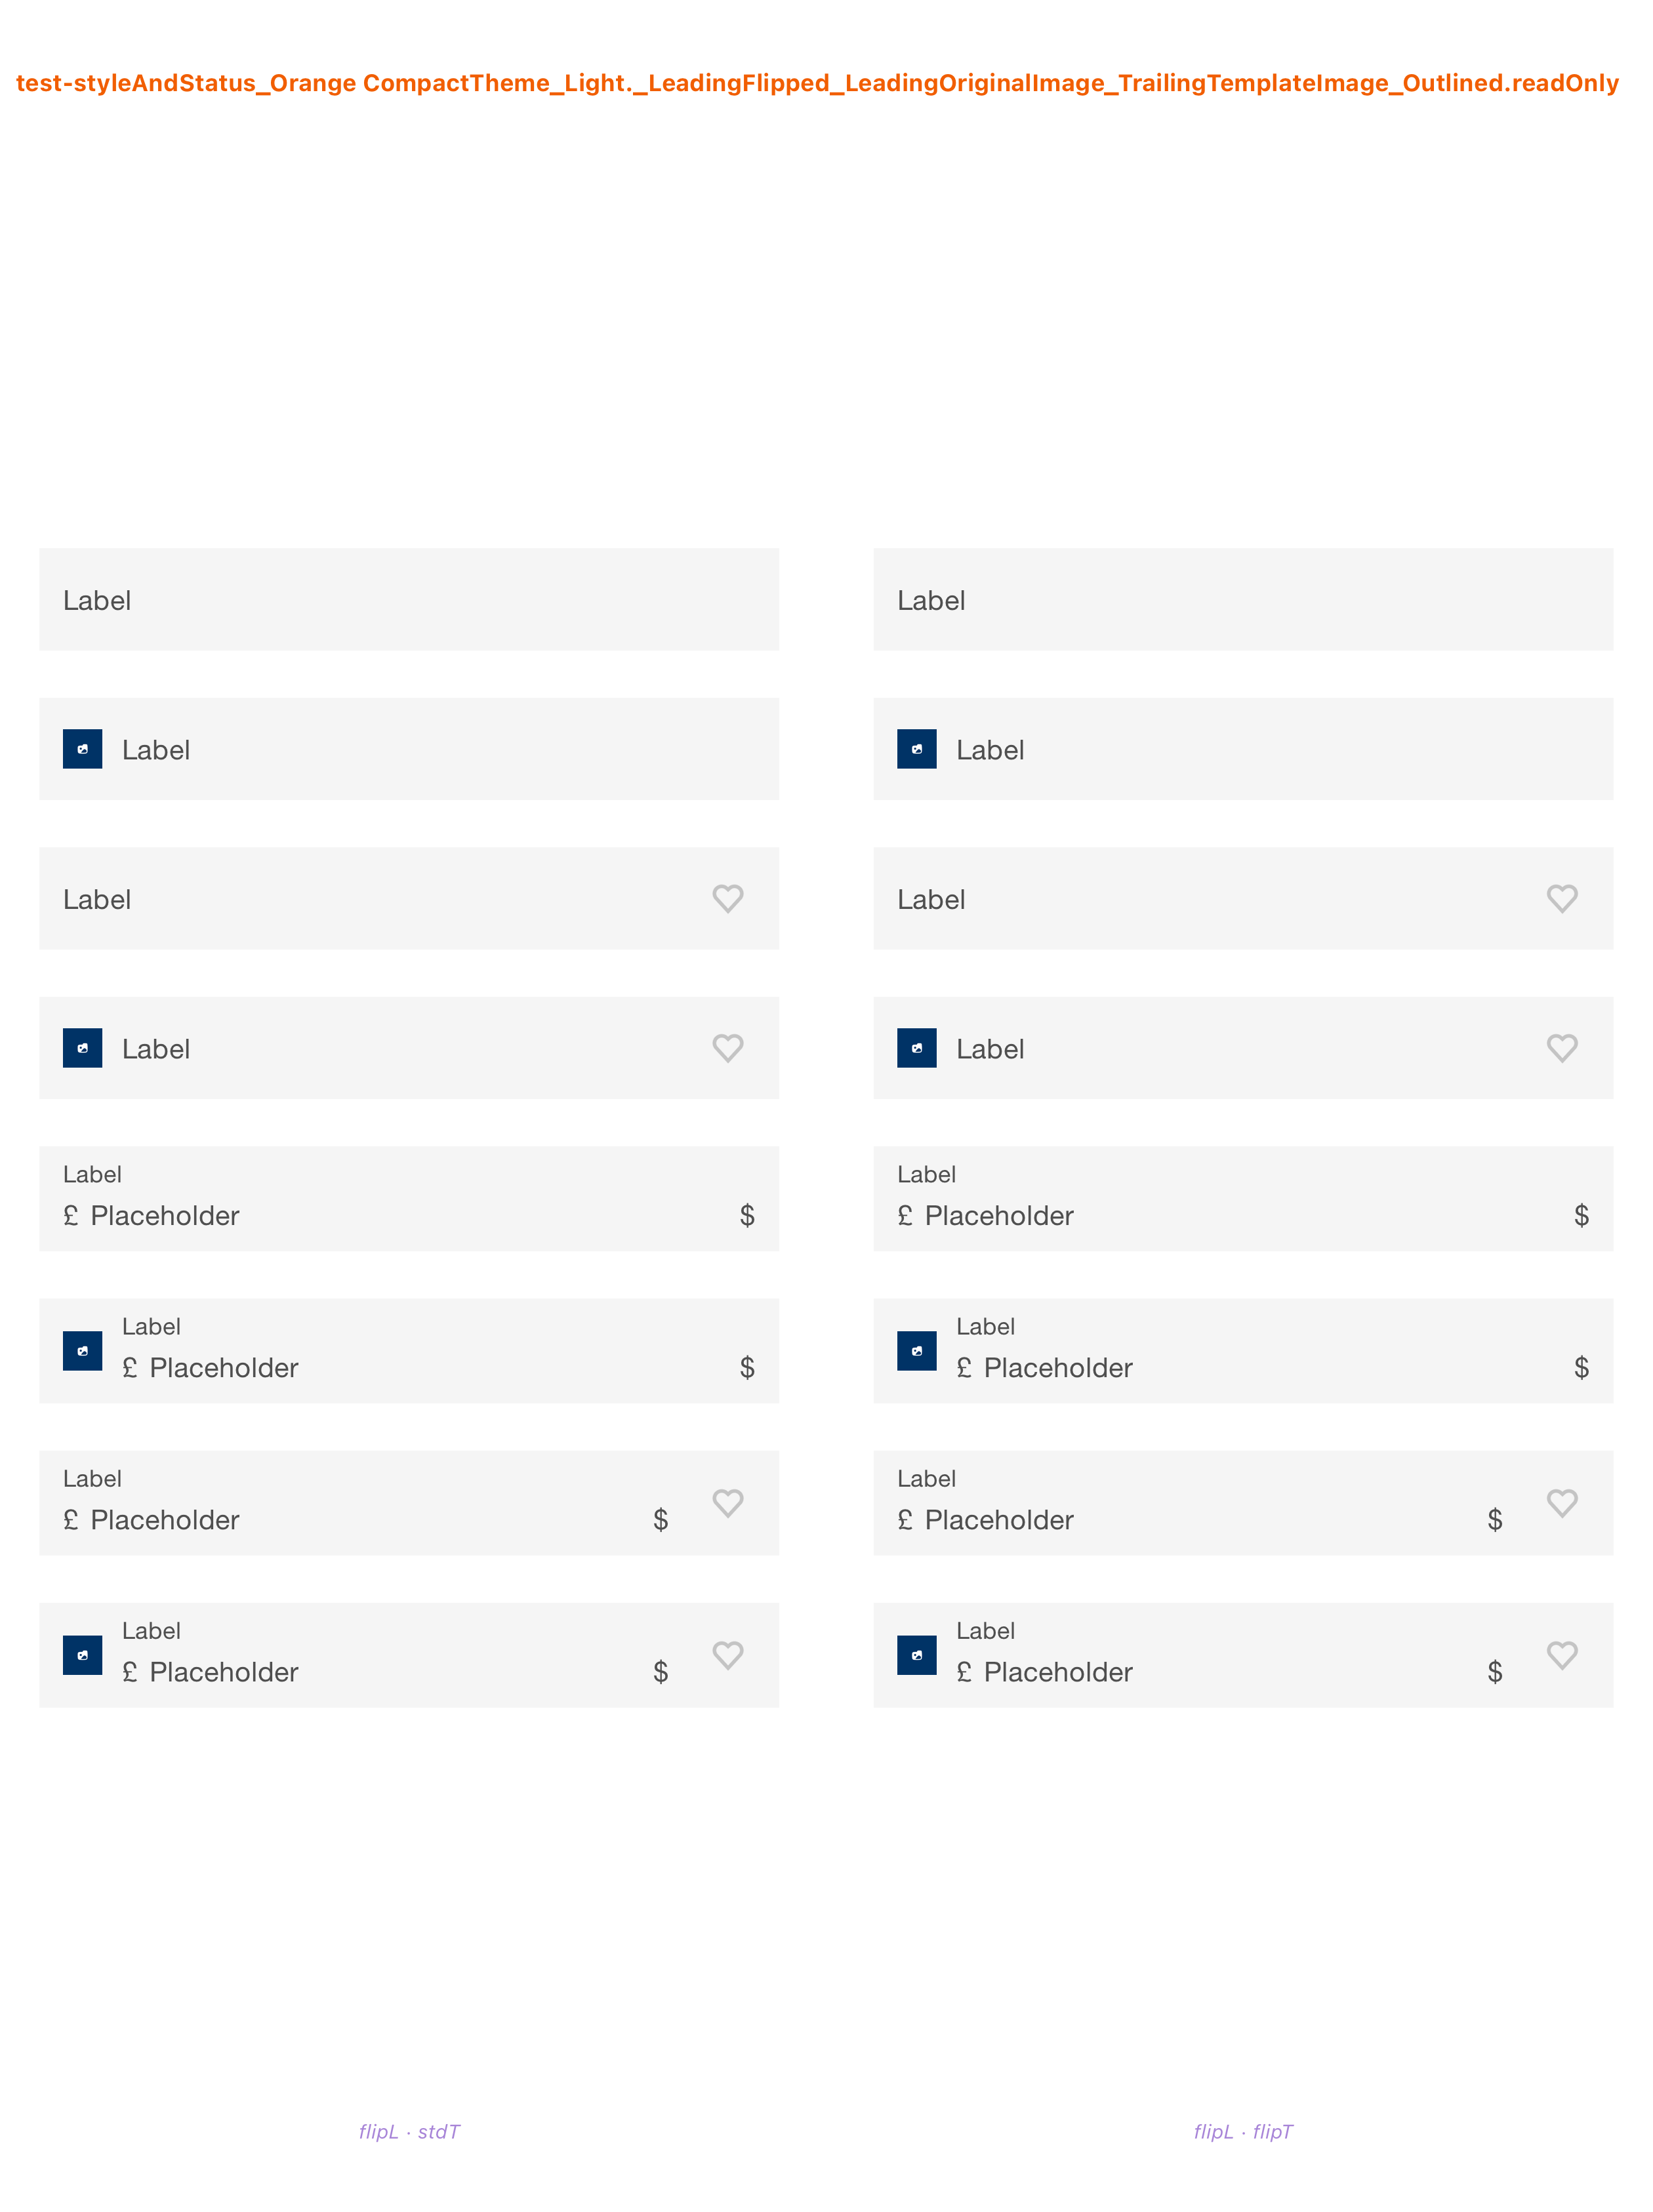 test-styleAndStatus_Orange CompactTheme_Light._LeadingFlipped_LeadingOriginalImage_TrailingTemplateImage_Outlined.readOnly
Label
Label
Label
Label
Label
Label
Label
Label
Label
Label
£ Placeholder $
£ Placeholder $
Label
Label
£ Placeholder $
£ Placeholder $
Label
Label
£ Placeholder $
£ Placeholder $
Label
Label
£ Placeholder $
£ Placeholder $
flipL · stdT
flipL · flipT